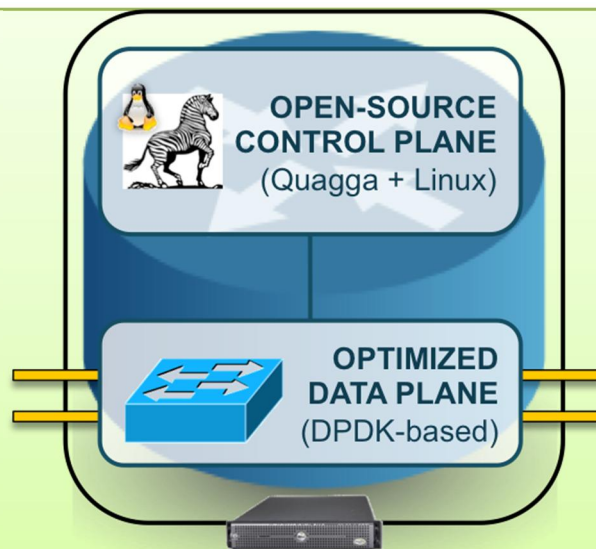 OPEN-SOURCE
CONTROL PLANE
(Quagga + Linux)
OPTIMIZED
DATA PLANE
(DPDK-based)